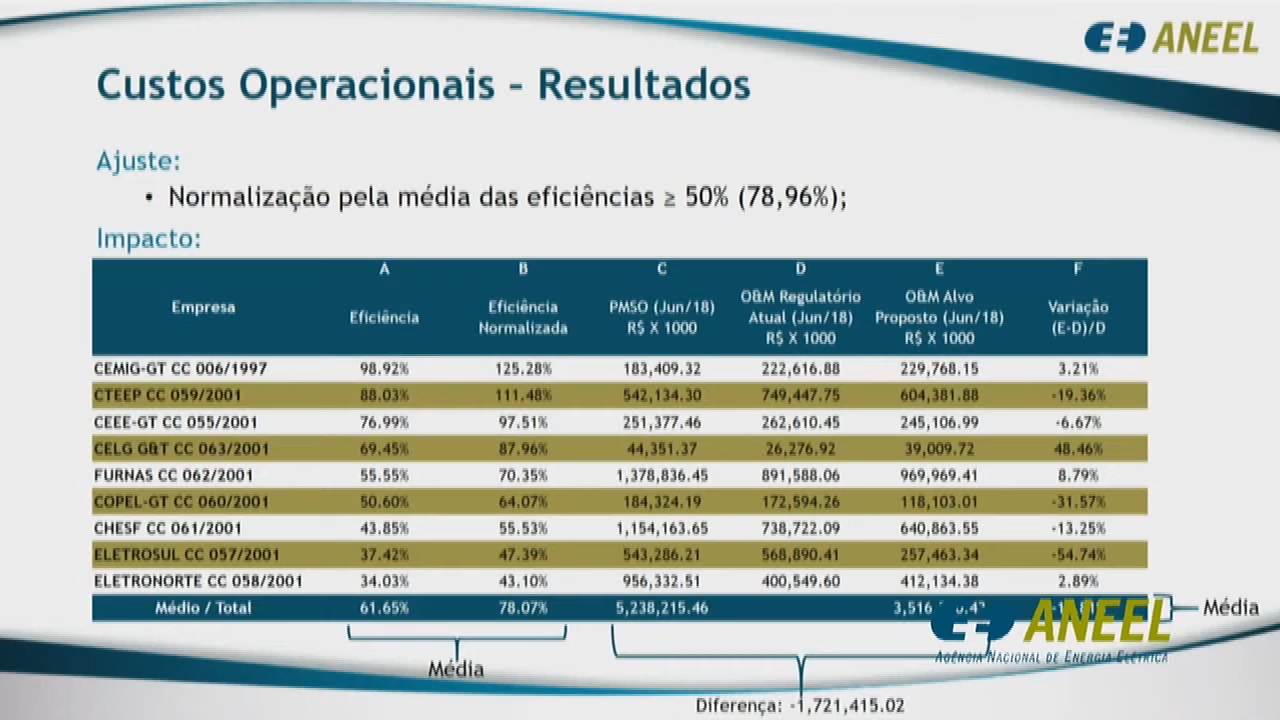 ANEEL
Custos Operacionais - Resultados
Ajuste:
• Normalização pela média das eficiências ≥ 50% (78,96%);
Impacto:
A B C D E F
Empresa Eficiência Eficiência Normalizada PMSO (Jun/18) R$ X 1000 O&M Regulatório Atual (Jun/18) R$ X 1000 O&M Alvo Proposto (Jun/18) R$ X 1000 Variação (E-D)/D
CEMIG-GT CC 006/1997 98.92% 125.28% 183,409.32 222,616.88 229,768.15 3.21%
CTEEP CC 059/2001 88.03% 111.48% 542,134.30 749,447.75 604,381.88 -19.36%
CEEE-GT CC 055/2001 76.99% 97.51% 251,377.46 262,610.45 245,106.99 -6.67%
CELG G&T CC 063/2001 69.45% 87.96% 44,351.37 26,276.92 39,009.72 48.46%
FURNAS CC 062/2001 55.55% 70.35% 1,378,836.45 891,588.06 969,969.41 8.79%
COPEL-GT CC 060/2001 50.60% 64.07% 184,324.19 172,594.26 118,103.01 -31.57%
CHESF CC 061/2001 43.85% 55.53% 1,154,163.65 738,722.09 640,863.55 -13.25%
ELETROSUL CC 057/2001 37.42% 47.39% 543,286.21 568,890.41 257,463.34 -54.74%
ELETRONORTE CC 058/2001 34.03% 43.10% 956,332.51 400,549.60 412,134.38 2.89%
Médio / Total 61.65% 78.07% 5,238,215.46
Média
ANEEL
AGÊNCIA NACIONAL DE ENERGIA ELÉTRICA
Média
Diferença: -1,721,415.02